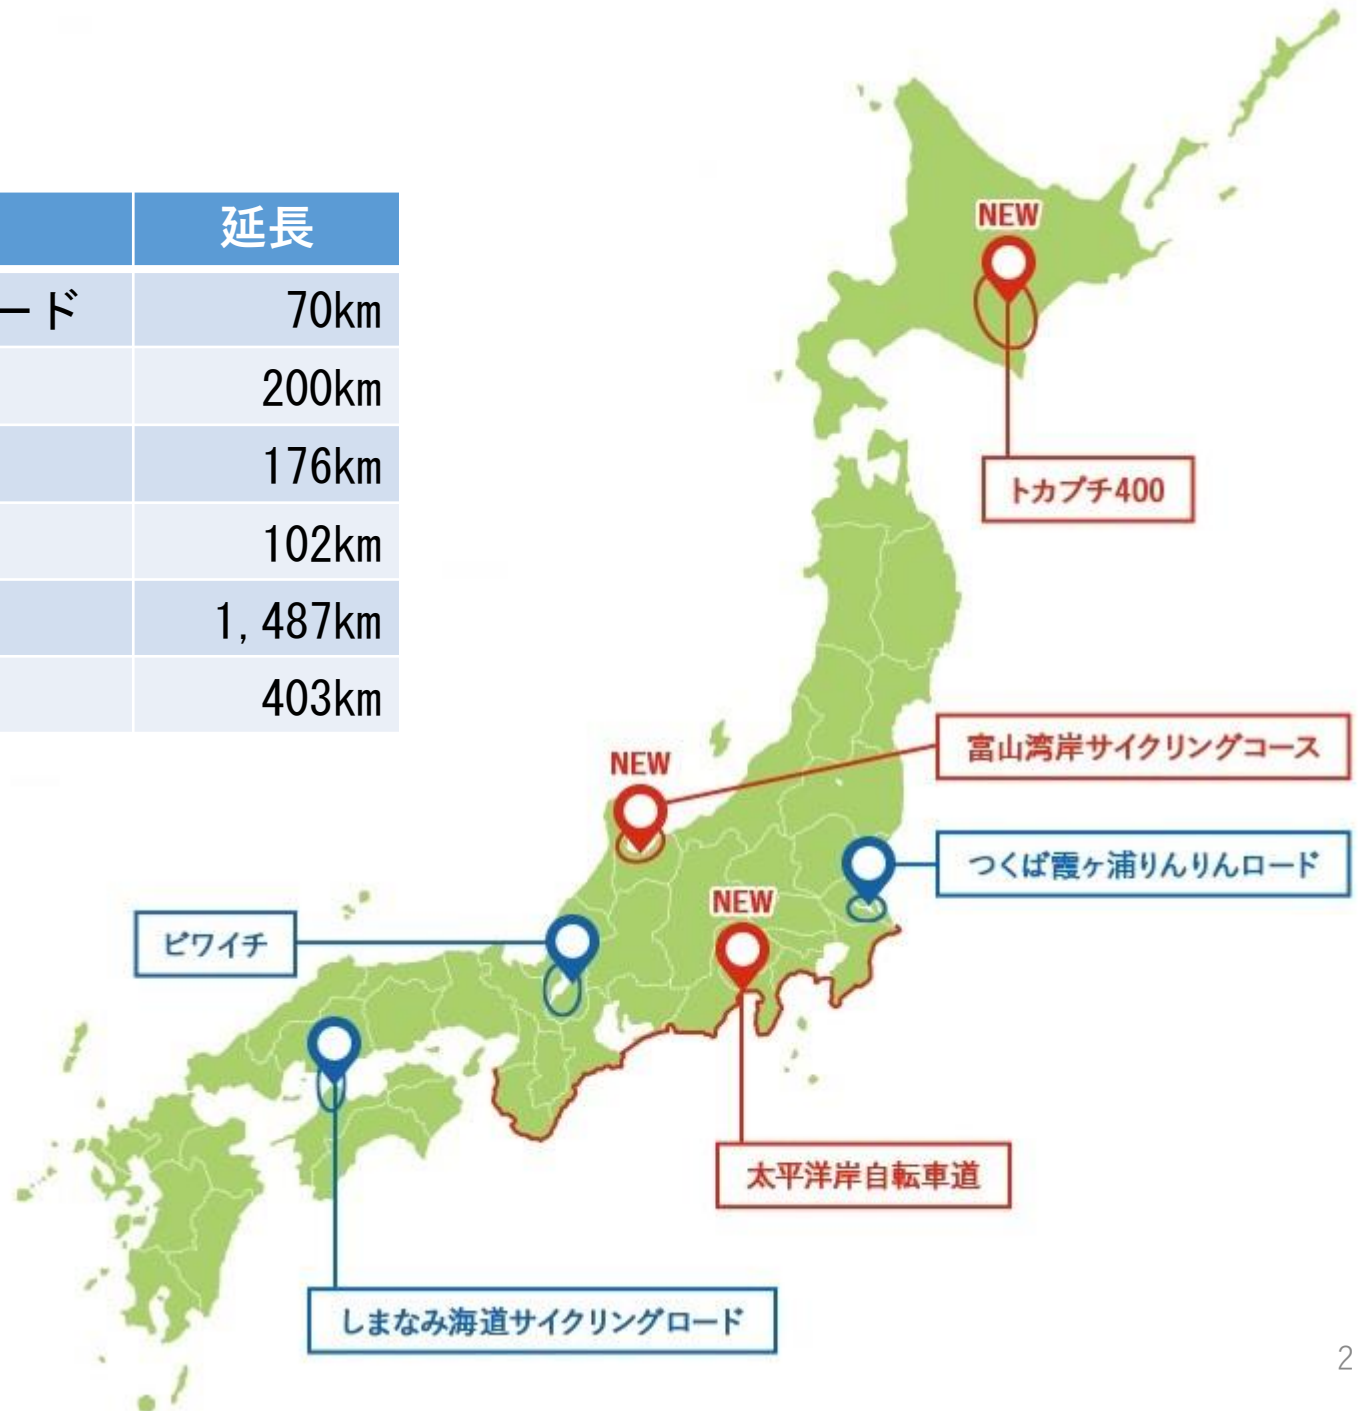 延長
ード 70km
200km
176km
102km
1,487km
403km
NEW
トカプチ400
NEW
富山湾岸サイクリングコース
つくば霞ヶ浦りんりんロード
NEW
ビワイチ
太平洋岸自転車道
しまなみ海道サイクリングロード
2